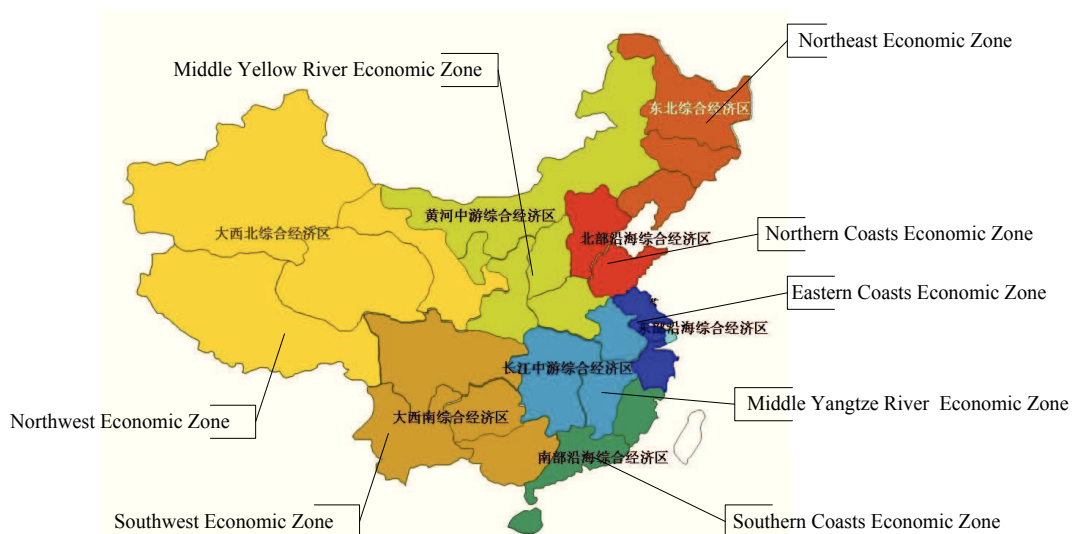 Northeast Economic Zone
Middle Yellow River Economic Zone
东北综合经济区
黄河中游综合经济区
大西北综合经济区
北部沿海综合经济区
Northern Coasts Economic Zone
Eastern Coasts Economic Zone
东部沿海综合经济区
长江中游综合经济区
Middle Yangtze River Economic Zone
大西南综合经济区
Northwest Economic Zone
南部沿海综合经济区
Southwest Economic Zone
Southern Coasts Economic Zone